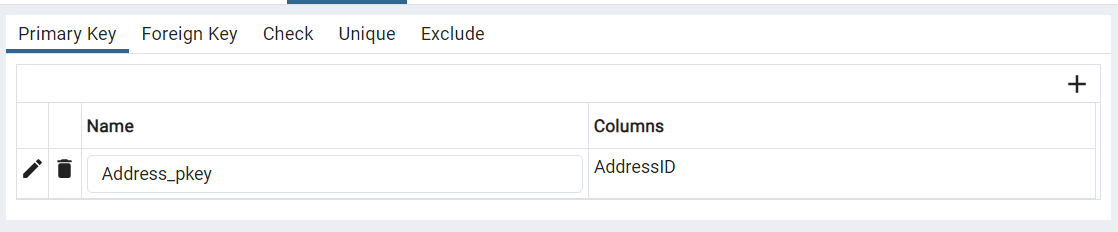 Primary Key Foreign Key Check Unique Exclude
Name Columns
Address_pkey AddressID